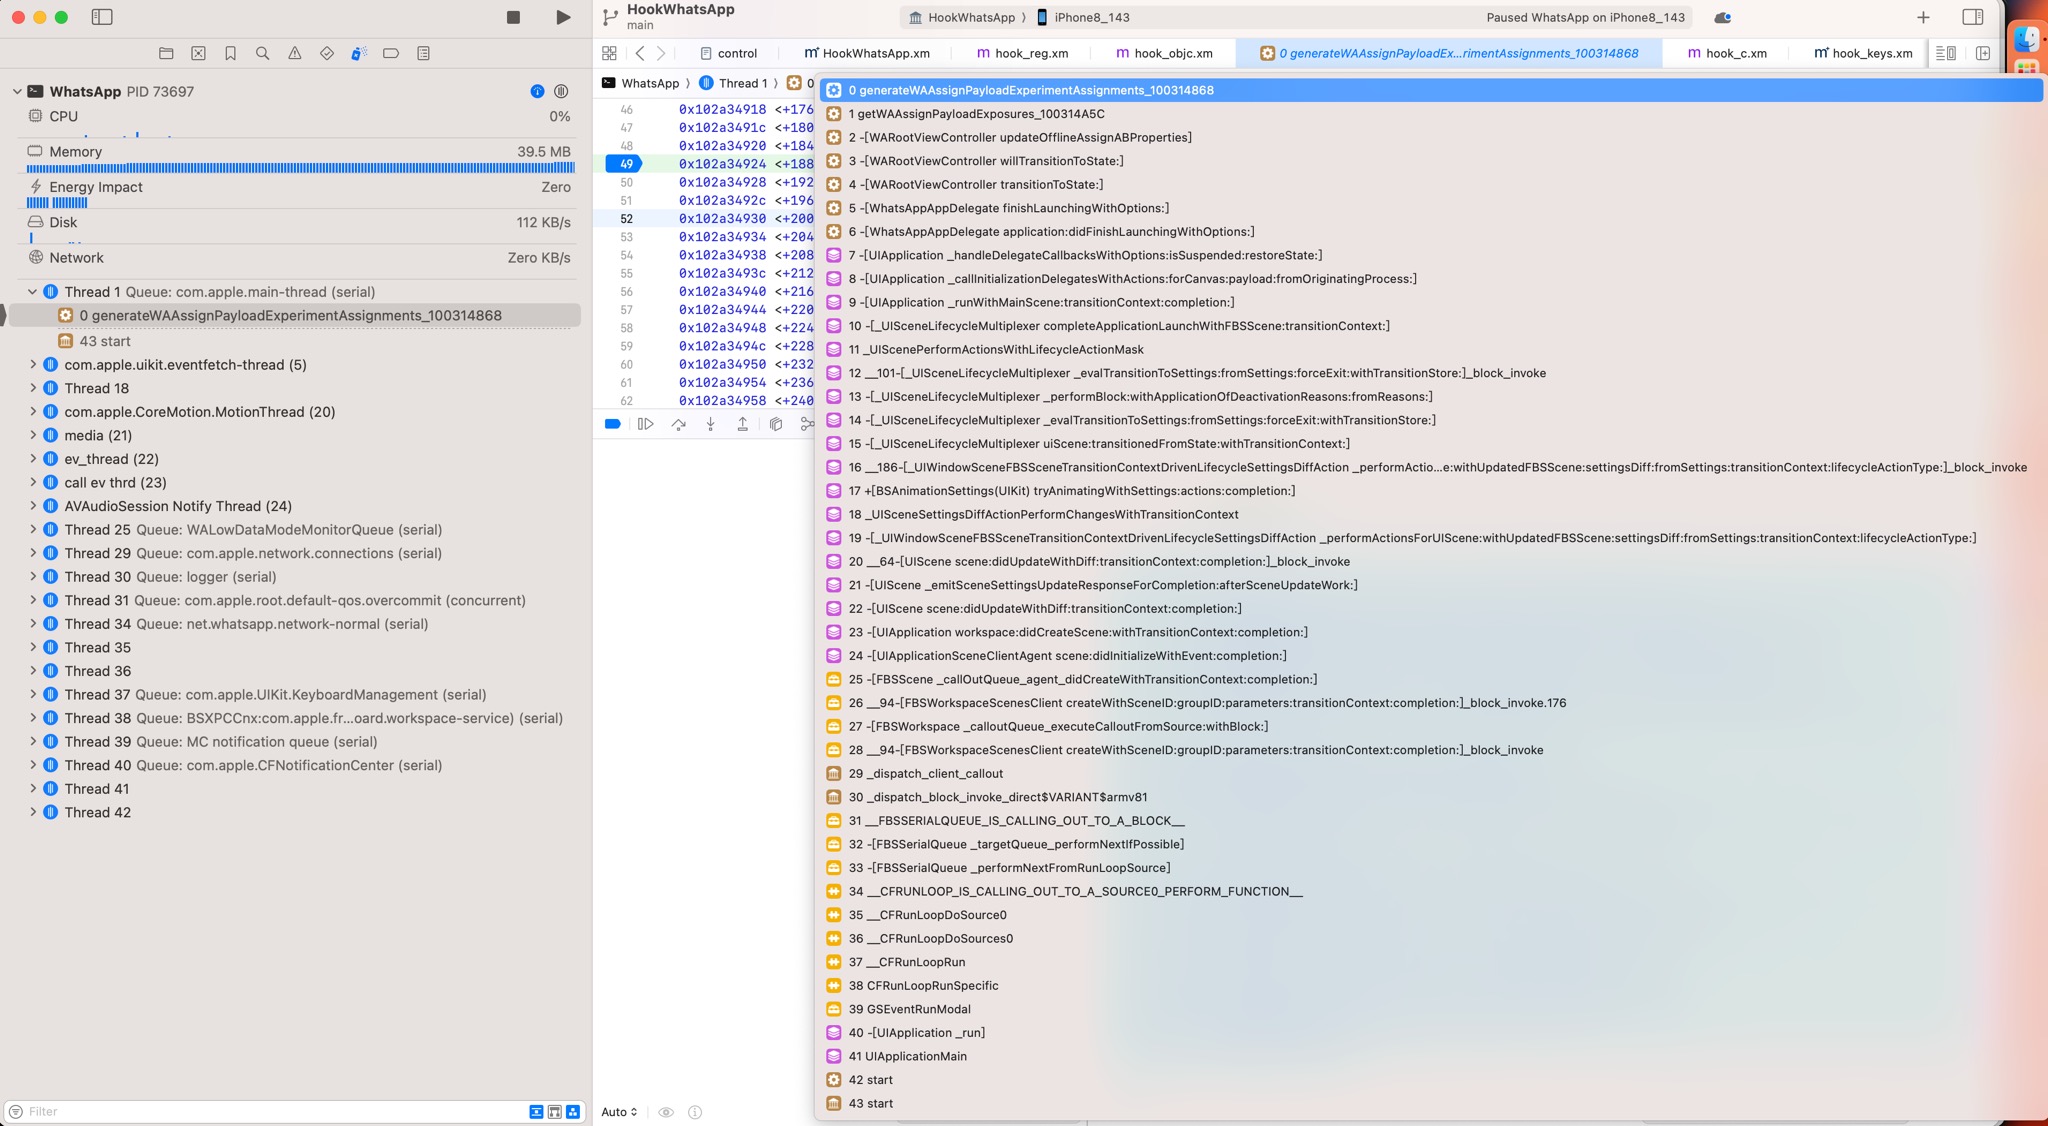 HookWhatsApp
main
HookWhatsApp 〉 iPhone8_143
Paused WhatsApp on iPhone8_143
control
HookWhatsApp.xm
hook_reg.xm
hook_objc.xm
0 generateWAAssignPayloadEx...rimentAssignments_100314868
hook_c.xm
hook_keys.xm
WhatsApp 〉 Thread 1 〉 0
WhatsApp PID 73697
CPU 0%
Memory 39.5 MB
Energy Impact Zero
Disk 112 KB/s
Network Zero KB/s
Thread 1 Queue: com.apple.main-thread (serial)
0 generateWAAssignPayloadExperimentAssignments_100314868
43 start
com.apple.uikit.eventfetch-thread (5)
Thread 18
com.apple.CoreMotion.MotionThread (20)
media (21)
ev_thread (22)
call ev thrd (23)
AVAudioSession Notify Thread (24)
Thread 25 Queue: WALowDataModeMonitorQueue (serial)
Thread 29 Queue: com.apple.network.connections (serial)
Thread 30 Queue: logger (serial)
Thread 31 Queue: com.apple.root.default-qos.overcommit (concurrent)
Thread 34 Queue: net.whatsapp.network-normal (serial)
Thread 35
Thread 36
Thread 37 Queue: com.apple.UIKit.KeyboardManagement (serial)
Thread 38 Queue: BSXPCCnx:com.apple.fr...oard.workspace-service) (serial)
Thread 39 Queue: MC notification queue (serial)
Thread 40 Queue: com.apple.CFNotificationCenter (serial)
Thread 41
Thread 42
Filter
46 0x102a34918 <+176
47 0x102a3491c <+180
48 0x102a34920 <+184
49 0x102a34924 <+188
50 0x102a34928 <+192
51 0x102a3492c <+196
52 0x102a34930 <+200
53 0x102a34934 <+204
54 0x102a34938 <+208
55 0x102a3493c <+212
56 0x102a34940 <+216
57 0x102a34944 <+220
58 0x102a34948 <+224
59 0x102a3494c <+228
60 0x102a34950 <+232
61 0x102a34954 <+236
62 0x102a34958 <+240
Auto
0 generateWAAssignPayloadExperimentAssignments_100314868
1 getWAAssignPayloadExposures_100314A5C
2 -[WARootViewController updateOfflineAssignABProperties]
3 -[WARootViewController willTransitionToState:]
4 -[WARootViewController transitionToState:]
5 -[WhatsAppAppDelegate finishLaunchingWithOptions:]
6 -[WhatsAppAppDelegate application:didFinishLaunchingWithOptions:]
7 -[UIApplication _handleDelegateCallbacksWithOptions:isSuspended:restoreState:]
8 -[UIApplication _callInitializationDelegatesWithActions:forCanvas:payload:fromOriginatingProcess:]
9 -[UIApplication _runWithMainScene:transitionContext:completion:]
10 -[_UISceneLifecycleMultiplexer completeApplicationLaunchWithFBSScene:transitionContext:]
11 _UIScenePerformActionsWithLifecycleActionMask
12 __101-[_UISceneLifecycleMultiplexer _evalTransitionToSettings:fromSettings:forceExit:withTransitionStore:]_block_invoke
13 -[_UISceneLifecycleMultiplexer _performBlock:withApplicationOfDeactivationReasons:fromReasons:]
14 -[_UISceneLifecycleMultiplexer _evalTransitionToSettings:fromSettings:forceExit:withTransitionStore:]
15 -[_UISceneLifecycleMultiplexer uiScene:transitionedFromState:withTransitionContext:]
16 __186-[_UIWindowSceneFBSSceneTransitionContextDrivenLifecycleSettingsDiffAction _performActio...e:withUpdatedFBSScene:settingsDiff:fromSettings:transitionContext:lifecycleActionType:]_block_invoke
17 +[BSAnimationSettings(UIKit) tryAnimatingWithSettings:actions:completion:]
18 _UISceneSettingsDiffActionPerformChangesWithTransitionContext
19 -[_UIWindowSceneFBSSceneTransitionContextDrivenLifecycleSettingsDiffAction _performActionsForUIScene:withUpdatedFBSScene:settingsDiff:fromSettings:transitionContext:lifecycleActionType:]
20 __64-[UIScene scene:didUpdateWithDiff:transitionContext:completion:]_block_invoke
21 -[UIScene _emitSceneSettingsUpdateResponseForCompletion:afterSceneUpdateWork:]
22 -[UIScene scene:didUpdateWithDiff:transitionContext:completion:]
23 -[UIApplication workspace:didCreateScene:withTransitionContext:completion:]
24 -[UIApplicationSceneClientAgent scene:didInitializeWithEvent:completion:]
25 -[FBSScene _callOutQueue_agent_didCreateWithTransitionContext:completion:]
26 __94-[FBSWorkspaceScenesClient createWithSceneID:groupID:parameters:transitionContext:completion:]_block_invoke.176
27 -[FBSWorkspace _calloutQueue_executeCalloutFromSource:withBlock:]
28 __94-[FBSWorkspaceScenesClient createWithSceneID:groupID:parameters:transitionContext:completion:]_block_invoke
29 _dispatch_client_callout
30 _dispatch_block_invoke_direct$VARIANT$armv81
31 __FBSSERIALQUEUE_IS_CALLING_OUT_TO_A_BLOCK__
32 -[FBSSerialQueue _targetQueue_performNextIfPossible]
33 -[FBSSerialQueue _performNextFromRunLoopSource]
34 __CFRUNLOOP_IS_CALLING_OUT_TO_A_SOURCE0_PERFORM_FUNCTION__
35 __CFRunLoopDoSource0
36 __CFRunLoopDoSources0
37 __CFRunLoopRun
38 CFRunLoopRunSpecific
39 GSEventRunModal
40 -[UIApplication _run]
41 UIApplicationMain
42 start
43 start